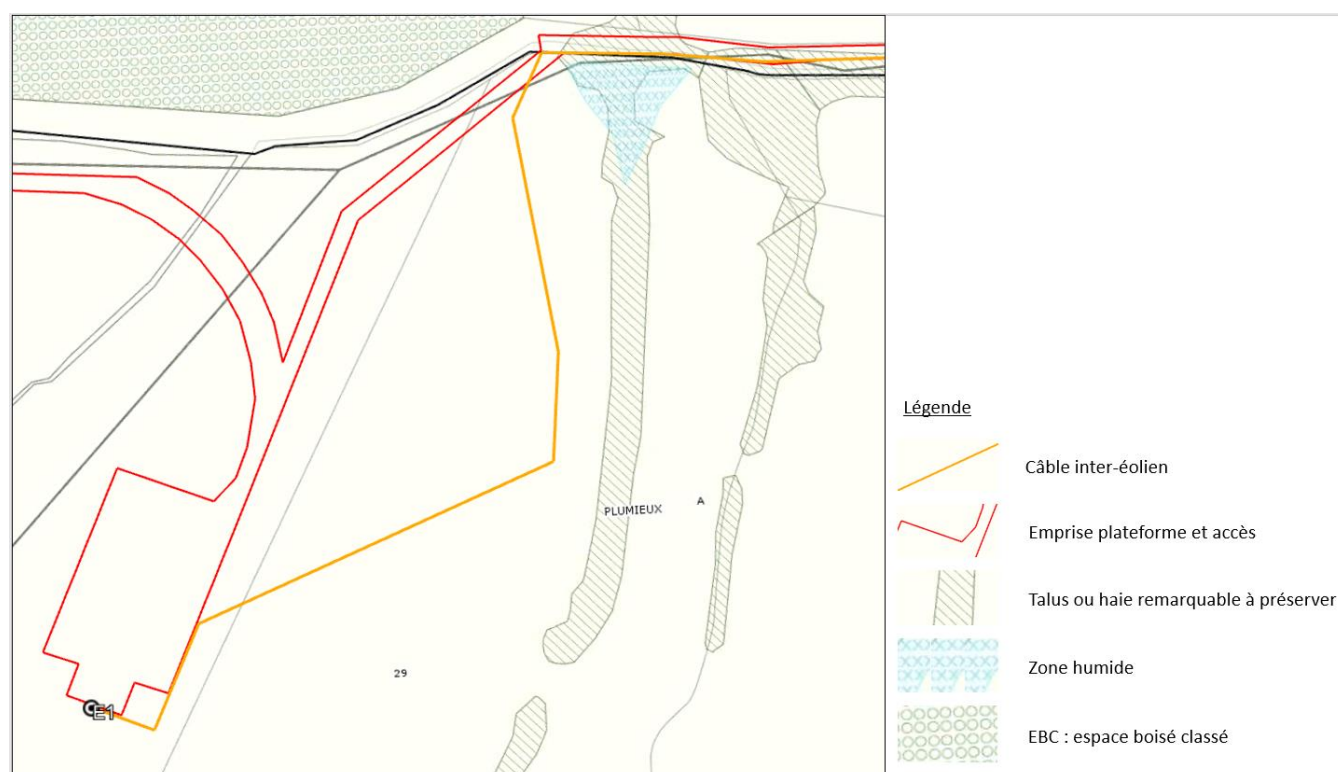 PLUMIEUX
A
29
E1
Légende
Câble inter-éolien
Emprise plateforme et accès
Talus ou haie remarquable à préserver
Zone humide
EBC : espace boisé classé